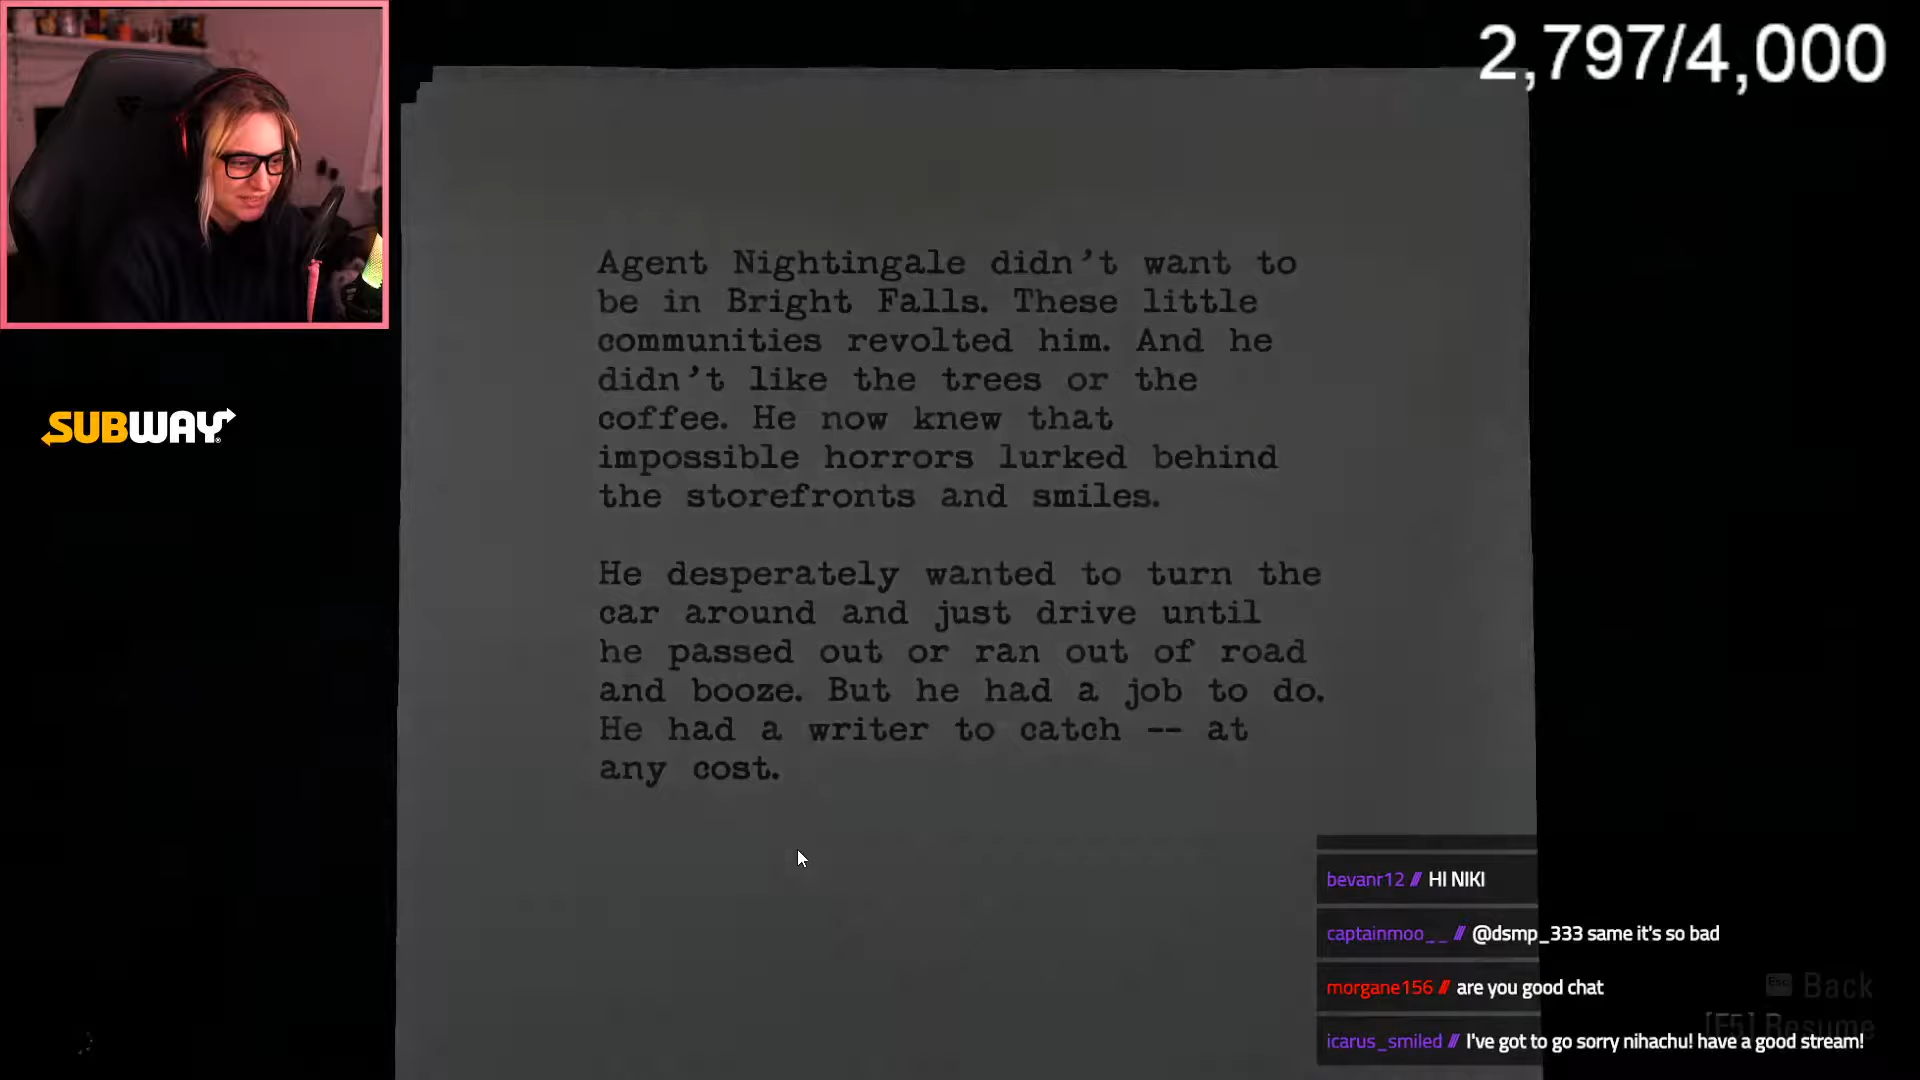 2,797/4,000
SUBWAY
Agent Nightingale didn't want to
be in Bright Falls. These little
communities revolted him. And he
didn't like the trees or the
coffee. He now knew that
impossible horrors lurked behind
the storefronts and smiles.
He desperately wanted to turn the
car around and just drive until
he passed out or ran out of road
and booze. But he had a job to do.
He had a writer to catch -- at
any cost.
bevanr12 // HI NIKI
captainmoo__ // @dsmp_333 same it's so bad
morgane156 // are you good chat
icarus_smiled // I've got to go sorry nihachu! have a good stream!
Esc Back
[F5] Resume